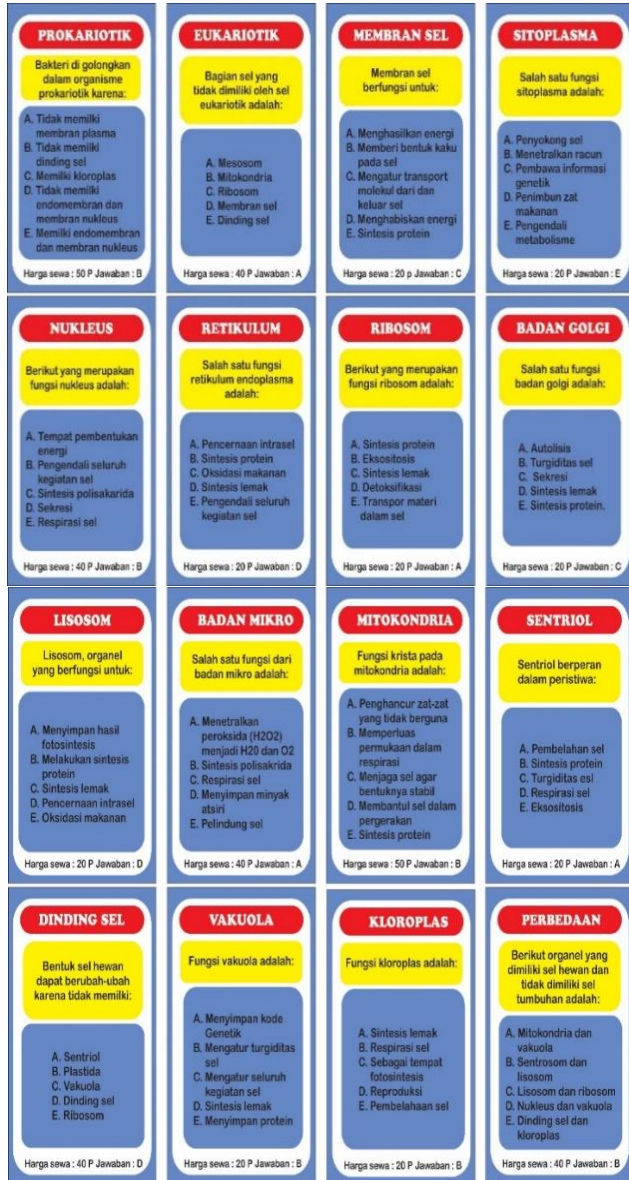 PROKARIOTIK
Bakteri di golongkan
dalam organisme
prokariotik karena:
A. Tidak memilki
membran plasma
B. Tidak memilki
dinding sel
C. Memilki kloroplas
D. Tidak memilki
endomembran dan
membran nukleus
E. Memilki endomembran
dan membran nukleus
Harga sewa : 50 P Jawaban : B
EUKARIOTIK
Bagian sel yang
tidak dimiliki oleh sel
eukariotik adalah:
A. Mesosom
B. Mitokondria
C. Ribosom
D. Membran sel
E. Dinding sel
Harga sewa : 40 P Jawaban : A
MEMBRAN SEL
Membran sel
berfungsi untuk:
A. Menghasilkan energi
B. Memberi bentuk kaku
pada sel
C. Mengatur transport
molekul dari dan
keluar sel
D. Menghabiskan energi
E. Sintesis protein
Harga sewa : 20 p Jawaban : C
SITOPLASMA
Salah satu fungsi
sitoplasma adalah:
A. Penyokong sel
B. Menetralkan racun
C. Pembawa informasi
genetik
D. Penimbun zat
makanan
E. Pengendali
metabolisme
Harga sewa : 20 P Jawaban : E
NUKLEUS
Berikut yang merupakan
fungsi nukleus adalah:
A. Tempat pembentukan
energi
B. Pengendali seluruh
kegiatan sel
C. Sintesis polisakarida
D. Sekresi
E. Respirasi sel
Harga sewa : 40 P Jawaban : B
RETIKULUM
Salah satu fungsi
retikulum endoplasma
adalah:
A. Pencernaan intrasel
B. Sintesis protein
C. Oksidasi makanan
D. Sintesis lemak
E. Pengendali seluruh
kegiatan sel
Harga sewa : 20 P Jawaban : D
RIBOSOM
Berikut yang merupakan
fungsi ribosom adalah:
A. Sintesis protein
B. Eksositosis
C. Sintesis lemak
D. Detoksifikasi
E. Transpor materi
dalam sel
Harga sewa : 20 P Jawaban : A
BADAN GOLGI
Salah satu fungsi
badan golgi adalah:
A. Autolisis
B. Turgiditas sel
C. Sekresi
D. Sintesis lemak
E. Sintesis protein.
Harga sewa : 20 P Jawaban : C
LISOSOM
Lisosom, organel
yang berfungsi untuk:
A. Menyimpan hasil
fotosintesis
B. Melakukan sintesis
protein
C. Sintesis lemak
D. Pencernaan intrasel
E. Oksidasi makanan
Harga sewa : 20 P Jawaban : D
BADAN MIKRO
Salah satu fungsi dari
badan mikro adalah:
A. Menetralkan
peroksida (H2O2)
menjadi H20 dan O2
B. Sintesis polisakrida
C. Respirasi sel
D. Menyimpan minyak
atsiri
E. Pelindung sel
Harga sewa : 40 P Jawaban : A
MITOKONDRIA
Fungsi krista pada
mitokondria adalah:
A. Penghancur zat-zat
yang tidak berguna
B. Memperluas
permukaan dalam
respirasi
C. Menjaga sel agar
bentuknya stabil
D. Membantul sel dalam
pergerakan
E. Sintesis protein
Harga sewa : 50 P Jawaban : B
SENTRIOL
Sentriol berperan
dalam peristiwa:
A. Pembelahan sel
B. Sintesis protein
C. Turgiditas esl
D. Respirasi sel
E. Eksositosis
Harga sewa : 20 P Jawaban : A
DINDING SEL
Bentuk sel hewan
dapat berubah-ubah
karena tidak memilki:
A. Sentriol
B. Plastida
C. Vakuola
D. Dinding sel
E. Ribosom
Harga sewa : 40 P Jawaban : D
VAKUOLA
Fungsi vakuola adalah:
A. Menyimpan kode
Genetik
B. Mengatur turgiditas
sel
C. Mengatur seluruh
kegiatan sel
D. Sintesis lemak
E. Menyimpan protein
Harga sewa : 20 P Jawaban : B
KLOROPLAS
Fungsi kloroplas adalah:
A. Sintesis lemak
B. Respirasi sel
C. Sebagai tempat
fotosintesis
D. Reproduksi
E. Pembelahaan sel
Harga sewa : 20 P Jawaban : B
PERBEDAAN
Berikut organel yang
dimiliki sel hewan dan
tidak dimiliki sel
tumbuhan adalah:
A. Mitokondria dan
vakuola
B. Sentrosom dan
lisosom
C. Lisosom dan ribosom
D. Nukleus dan vakuola
E. Dinding sel dan
kloroplas
Harga sewa : 40 P Jawaban : B